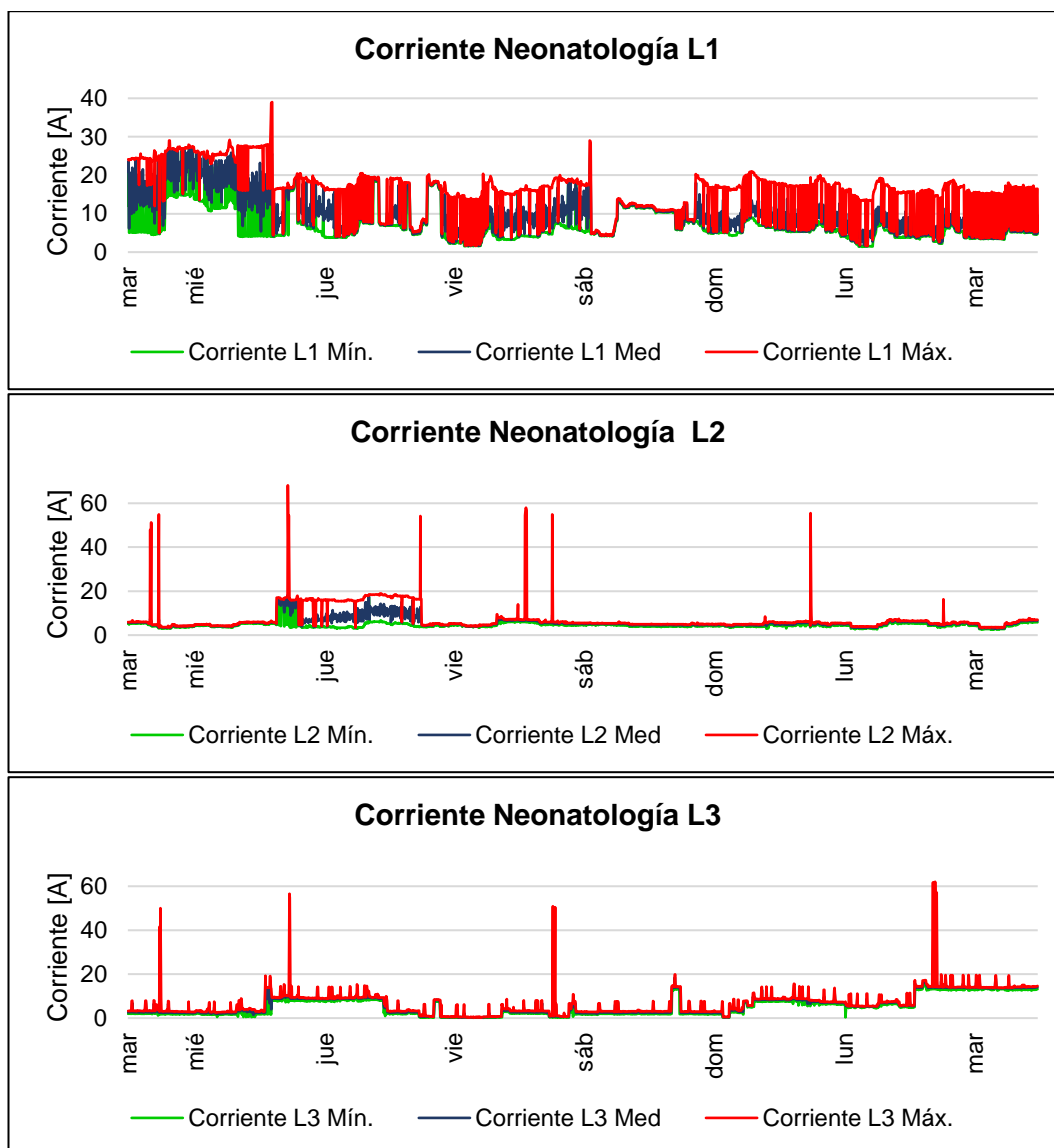 Corriente Neonatología L1
Corriente [A]
40
30
20
10
0
mar
mié
jue
vie
sáb
dom
lun
mar
Corriente L1 Mín.
Corriente L1 Med
Corriente L1 Máx.
Corriente Neonatología  L2
Corriente [A]
60
40
20
0
mar
mié
jue
vie
sáb
dom
lun
mar
Corriente L2 Mín.
Corriente L2 Med
Corriente L2 Máx.
Corriente Neonatología L3
Corriente [A]
60
40
20
0
mar
mié
jue
vie
sáb
dom
lun
mar
Corriente L3 Mín.
Corriente L3 Med
Corriente L3 Máx.